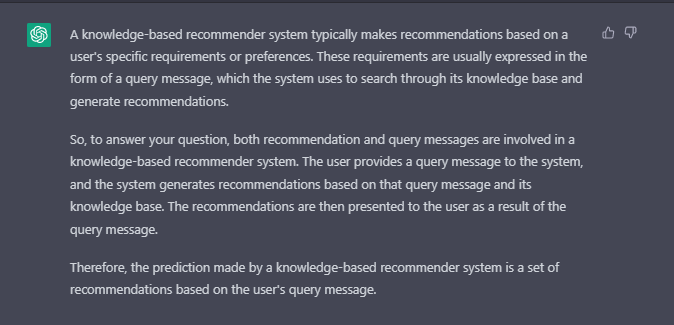 A knowledge-based recommender system typically makes recommendations based on a
user's specific requirements or preferences. These requirements are usually expressed in the
form of a query message, which the system uses to search through its knowledge base and
generate recommendations.
So, to answer your question, both recommendation and query messages are involved in a
knowledge-based recommender system. The user provides a query message to the system,
and the system generates recommendations based on that query message and its
knowledge base. The recommendations are then presented to the user as a result of the
query message.
Therefore, the prediction made by a knowledge-based recommender system is a set of
recommendations based on the user's query message.